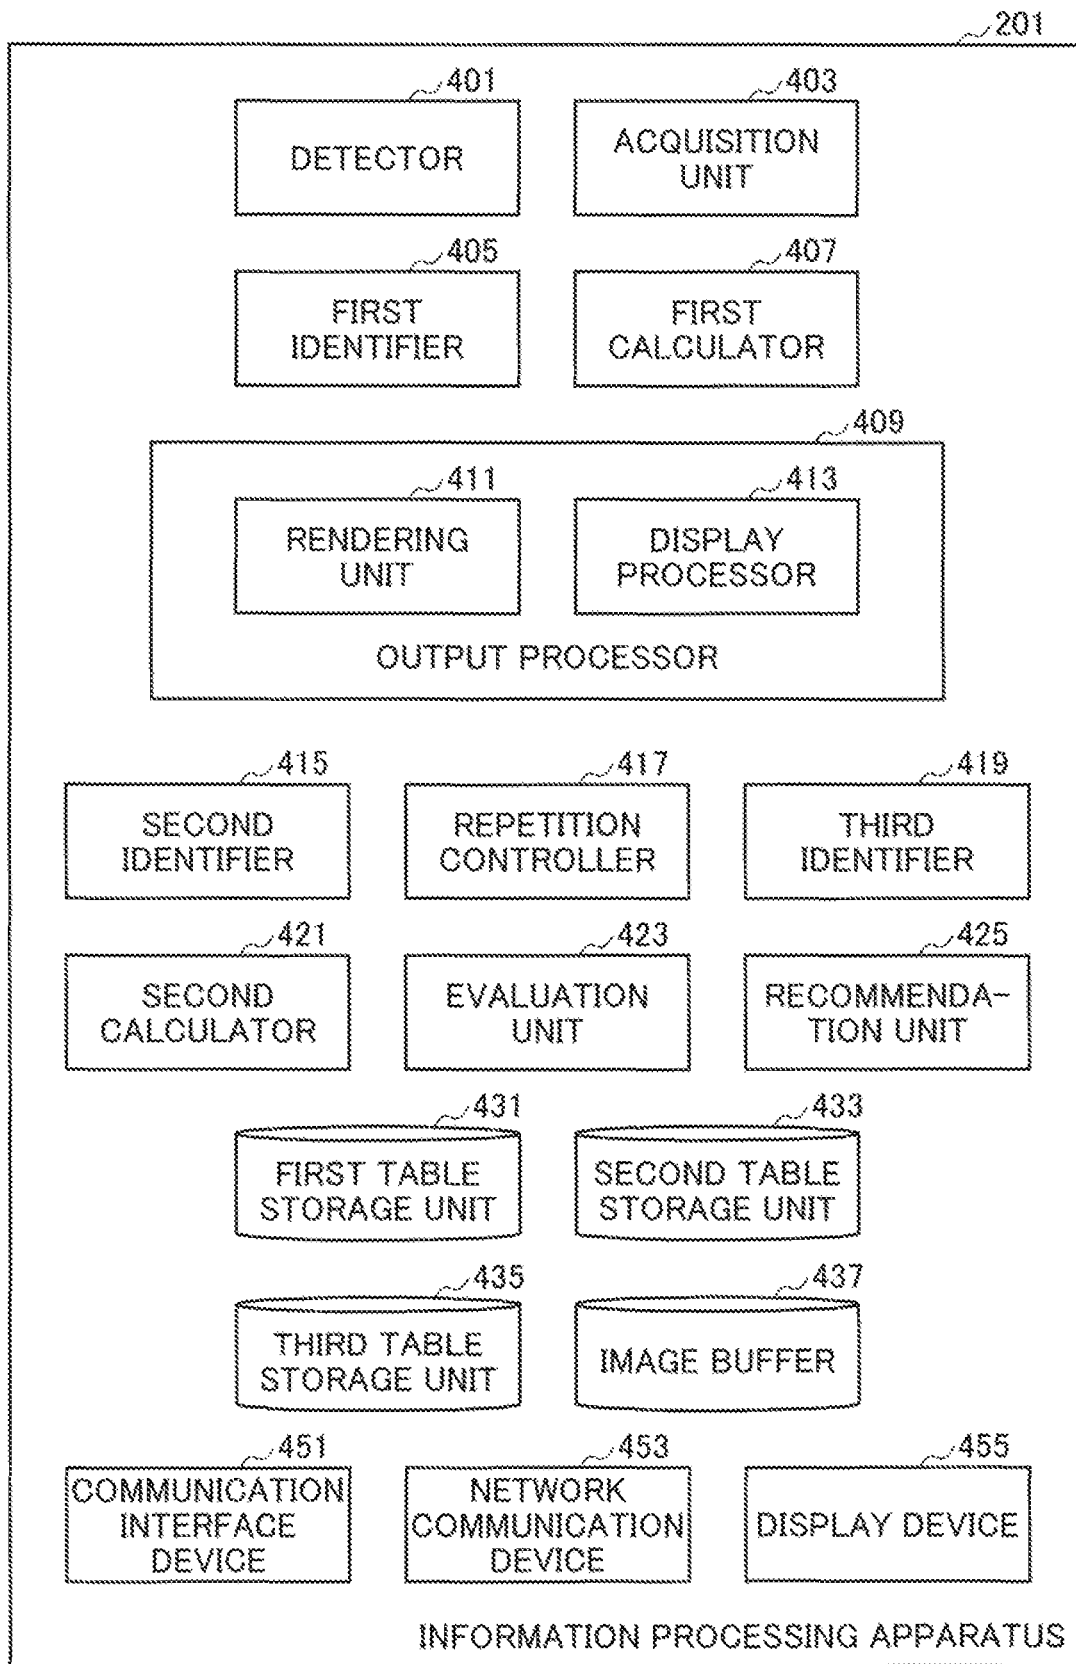 201
401
403
DETECTOR
ACQUISITION
UNIT
405
407
FIRST
IDENTIFIER
FIRST
CALCULATOR
409
411
413
RENDERING
UNIT
DISPLAY
PROCESSOR
OUTPUT PROCESSOR
415
417
419
SECOND
IDENTIFIER
REPETITION
CONTROLLER
THIRD
IDENTIFIER
421
423
425
SECOND
CALCULATOR
EVALUATION
UNIT
RECOMMENDA-
TION UNIT
431
433
FIRST TABLE
STORAGE UNIT
SECOND TABLE
STORAGE UNIT
435
437
THIRD TABLE
STORAGE UNIT
IMAGE BUFFER
451
453
455
COMMUNICATION
INTERFACE
DEVICE
NETWORK
COMMUNICATION
DEVICE
DISPLAY DEVICE
INFORMATION PROCESSING APPARATUS